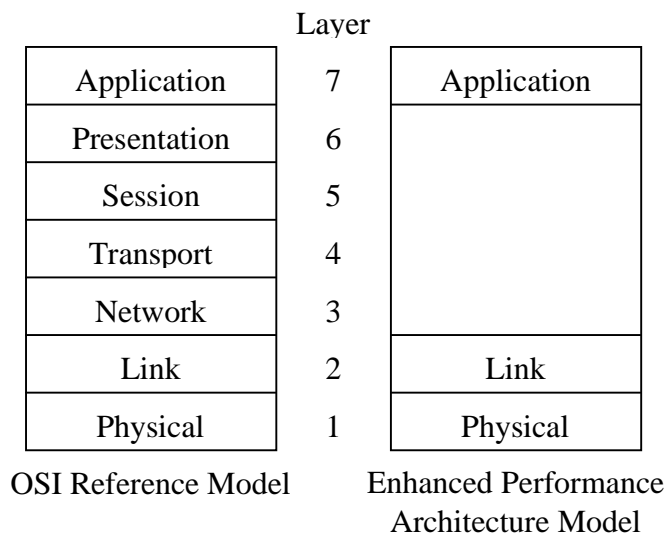 Layer
Application 7 Application
Presentation 6
Session 5
Transport 4
Network 3
Link 2 Link
Physical 1 Physical
OSI Reference Model
Enhanced Performance
Architecture Model